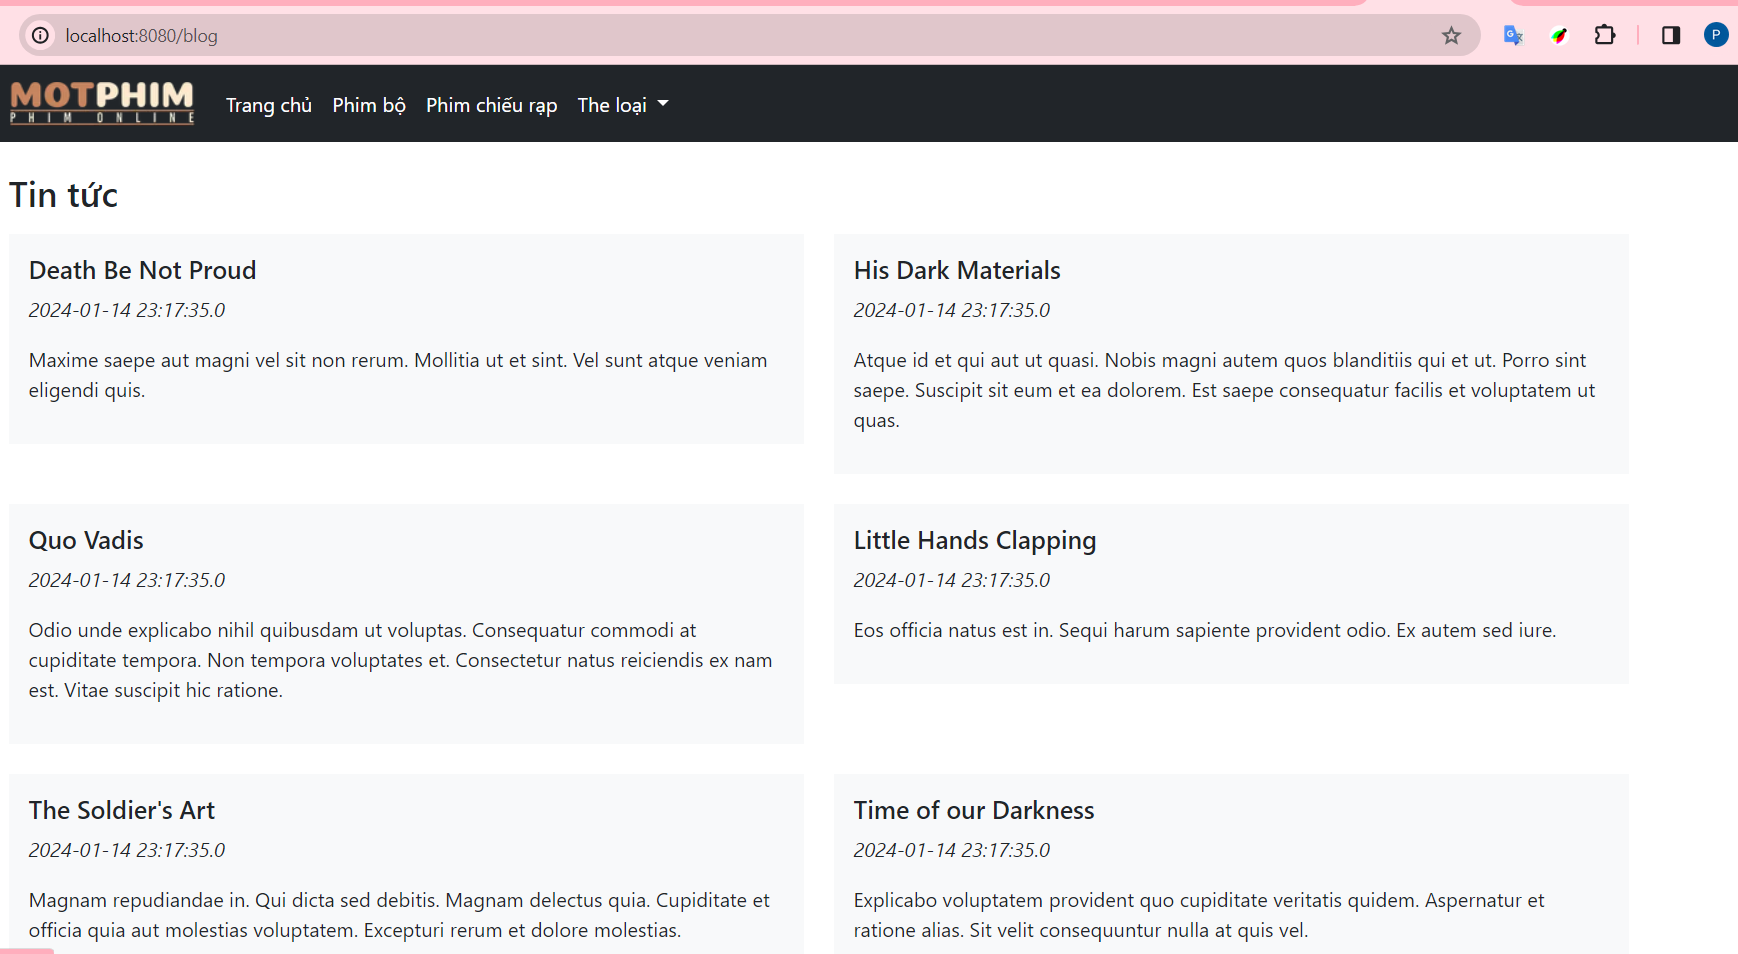 localhost:8080/blog
P
MOTPHIM
PHIM ONLINE
Trang chủ Phim bộ Phim chiếu rạp The loại
Tin tức
Death Be Not Proud
2024-01-14 23:17:35.0
Maxime saepe aut magni vel sit non rerum. Mollitia ut et sint. Vel sunt atque veniam
eligendi quis.
His Dark Materials
2024-01-14 23:17:35.0
Atque id et qui aut ut quasi. Nobis magni autem quos blanditiis qui et ut. Porro sint
saepe. Suscipit sit eum et ea dolorem. Est saepe consequatur facilis et voluptatem ut
quas.
Quo Vadis
2024-01-14 23:17:35.0
Odio unde explicabo nihil quibusdam ut voluptas. Consequatur commodi at
cupiditate tempora. Non tempora voluptates et. Consectetur natus reiciendis ex nam
est. Vitae suscipit hic ratione.
Little Hands Clapping
2024-01-14 23:17:35.0
Eos officia natus est in. Sequi harum sapiente provident odio. Ex autem sed iure.
The Soldier's Art
2024-01-14 23:17:35.0
Magnam repudiandae in. Qui dicta sed debitis. Magnam delectus quia. Cupiditate et
officia quia aut molestias voluptatem. Excepturi rerum et dolore molestias.
Time of our Darkness
2024-01-14 23:17:35.0
Explicabo voluptatem provident quo cupiditate veritatis quidem. Aspernatur et
ratione alias. Sit velit consequuntur nulla at quis vel.